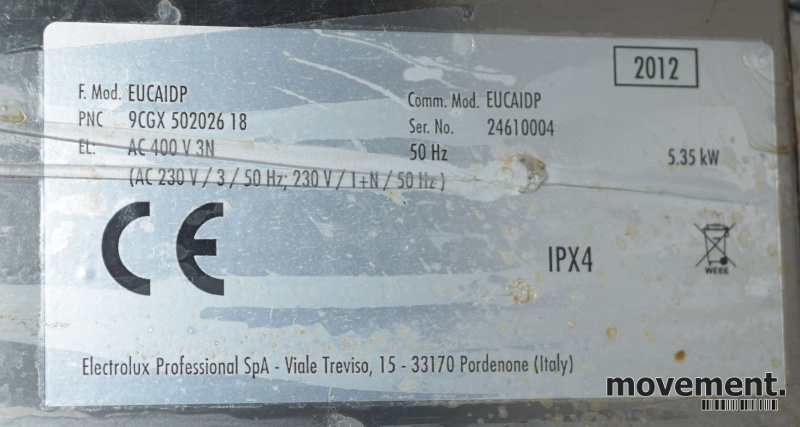 2012
F. Mod. EUCAIDP Comm. Mod. EUCAIDP
PNC 9CGX 502026 18 Ser. No. 24610004
EL: AC 400 V 3N 50 Hz 5.35 kW
(AC 230 V / 3 / 50 Hz; 230 V / 1+N / 50 Hz )
CE IPX4
WEEE
Electrolux Professional SpA - Viale Treviso, 15 - 33170 Pordenone (Italy)
movement.